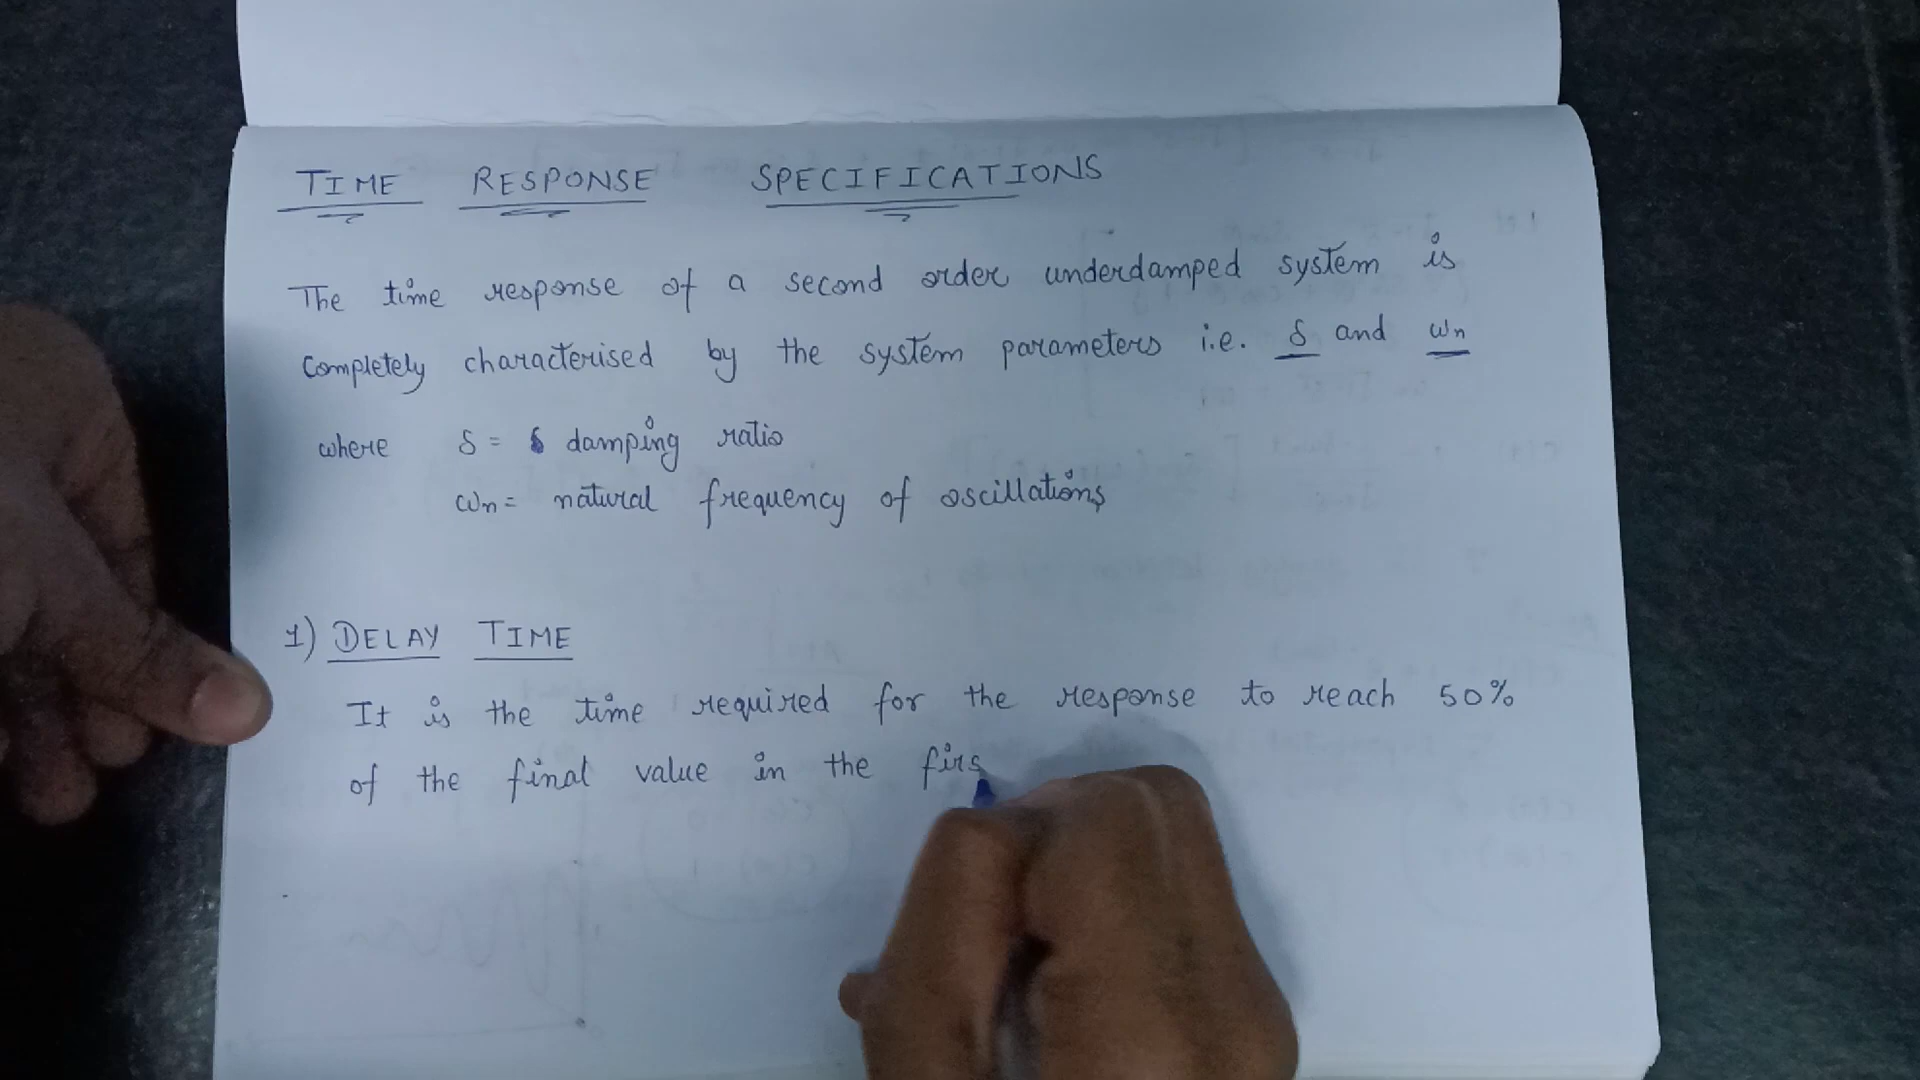 TIME RESPONSE SPECIFICATIONS
The time response of a second order underdamped system is
completely characterised by the system parameters i.e. δ and ωn
where δ = damping ratio
ωn = natural frequency of oscillations
1) DELAY TIME
It is the time required for the response to reach 50%
of the final value in the firs